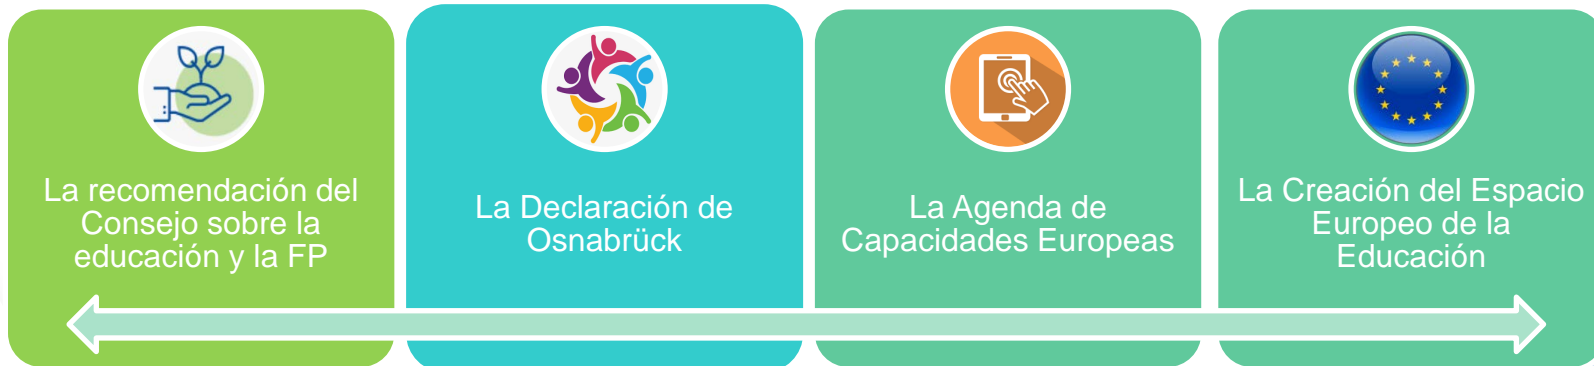 La recomendación del
Consejo sobre la
educación y la FP
La Declaración de
Osnabrück
La Agenda de
Capacidades Europeas
La Creación del Espacio
Europeo de la
Educación